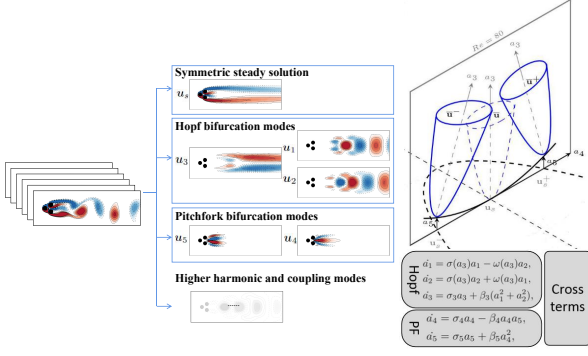 Symmetric steady solution
u_s
Hopf bifurcation modes
u_1
u_3
u_2
Pitchfork bifurcation modes
u_5
u_4
Higher harmonic and coupling modes
Re = 80
a_3
a_3
a_3
u^-
u
u^+
a_4
a_5
a_5
u_s
Hopf
ȧ_1 = σ(a_3)a_1 − ω(a_3)a_2,
ȧ_2 = σ(a_3)a_2 + ω(a_3)a_1,
ȧ_3 = σ_3a_3 + β_3(a_1^2 + a_2^2),
PF
ȧ_4 = σ_4a_4 − β_4a_4a_5,
ȧ_5 = σ_5a_5 + β_5a_4^2,
Cross
terms